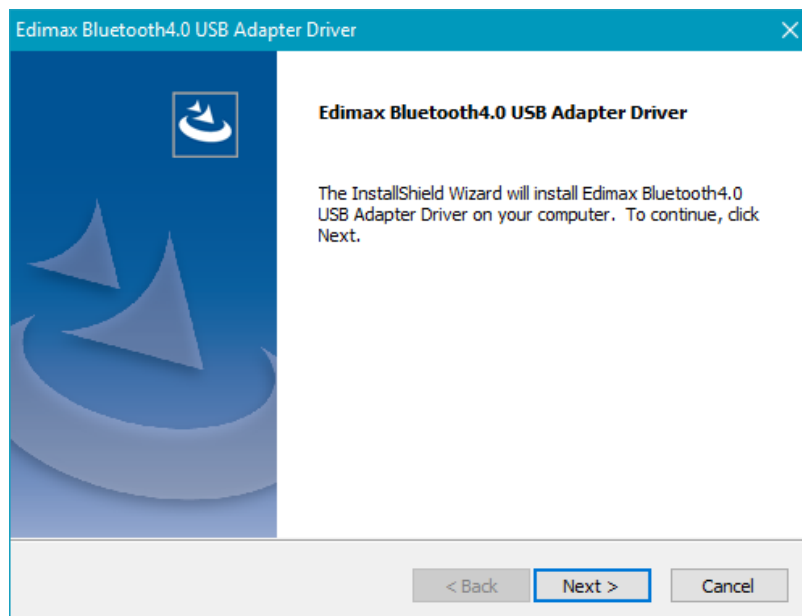 Edimax Bluetooth4.0 USB Adapter Driver
Edimax Bluetooth4.0 USB Adapter Driver
The InstallShield Wizard will install Edimax Bluetooth4.0
USB Adapter Driver on your computer.  To continue, click
Next.
< Back
Next >
Cancel